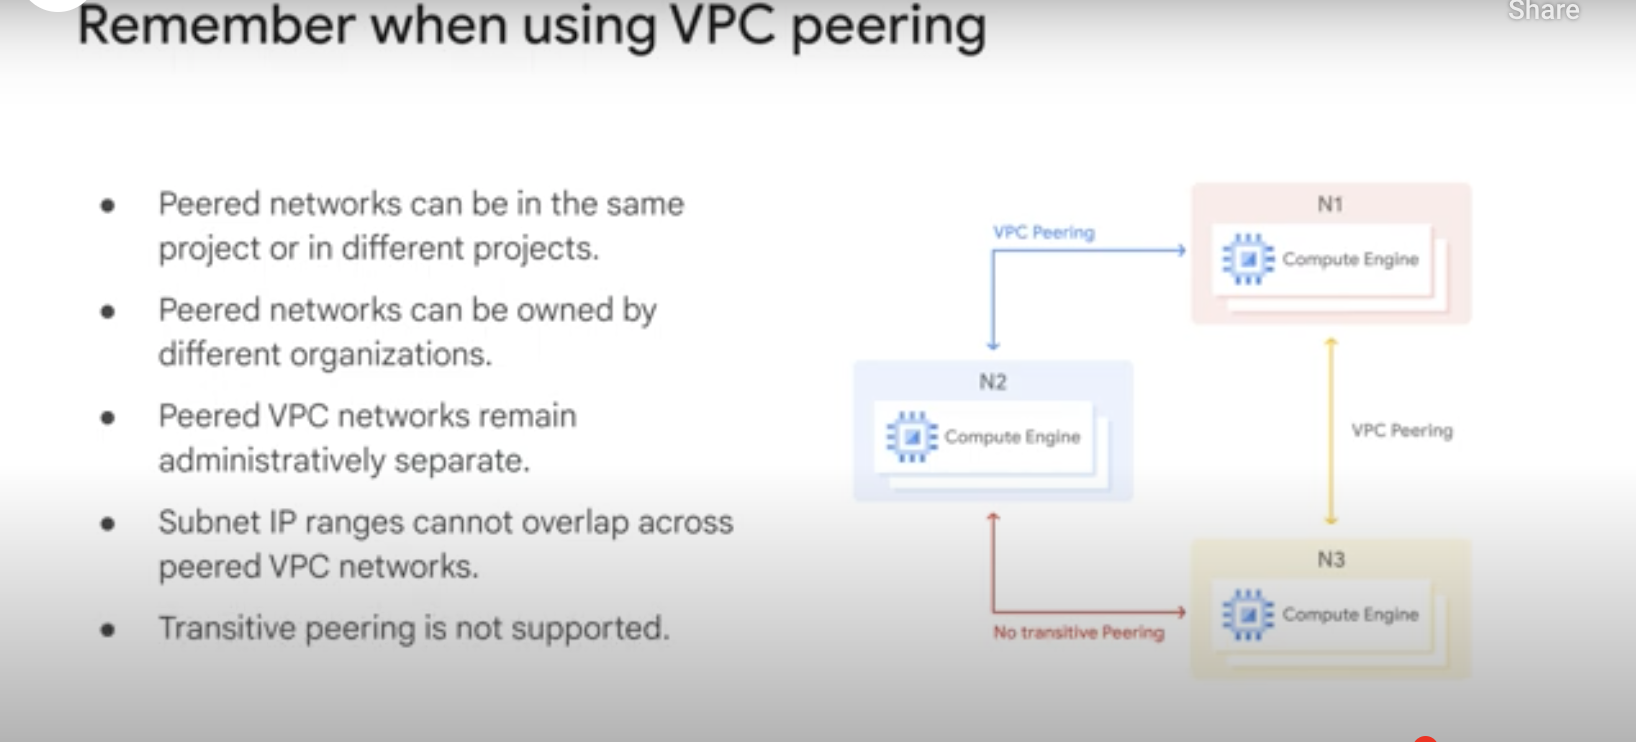 Share
Remember when using VPC peering
● Peered networks can be in the same
project or in different projects.
● Peered networks can be owned by
different organizations.
● Peered VPC networks remain
administratively separate.
● Subnet IP ranges cannot overlap across
peered VPC networks.
● Transitive peering is not supported.
N1
Compute Engine
VPC Peering
N2
Compute Engine
VPC Peering
N3
Compute Engine
No transitive Peering